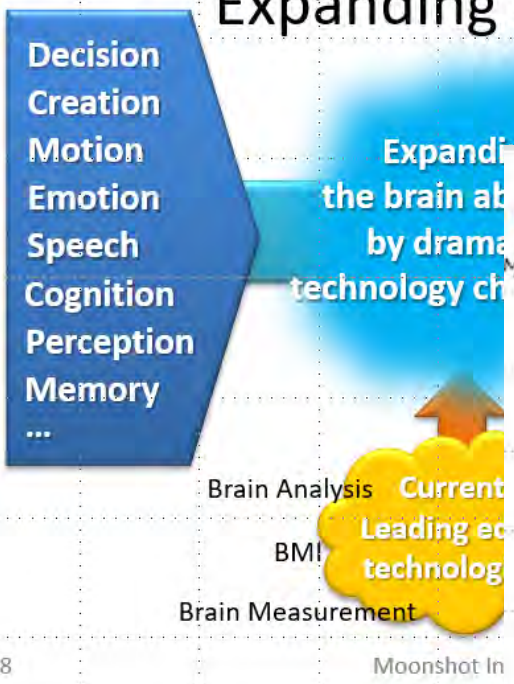 Expanding
Decision
Creation
Motion
Emotion
Speech
Cognition
Perception
Memory
...
Expandi
the brain ab
by drama
technology ch
Brain Analysis
BMI
Brain Measurement
Current
Leading ed
technolog
8
Moonshot In